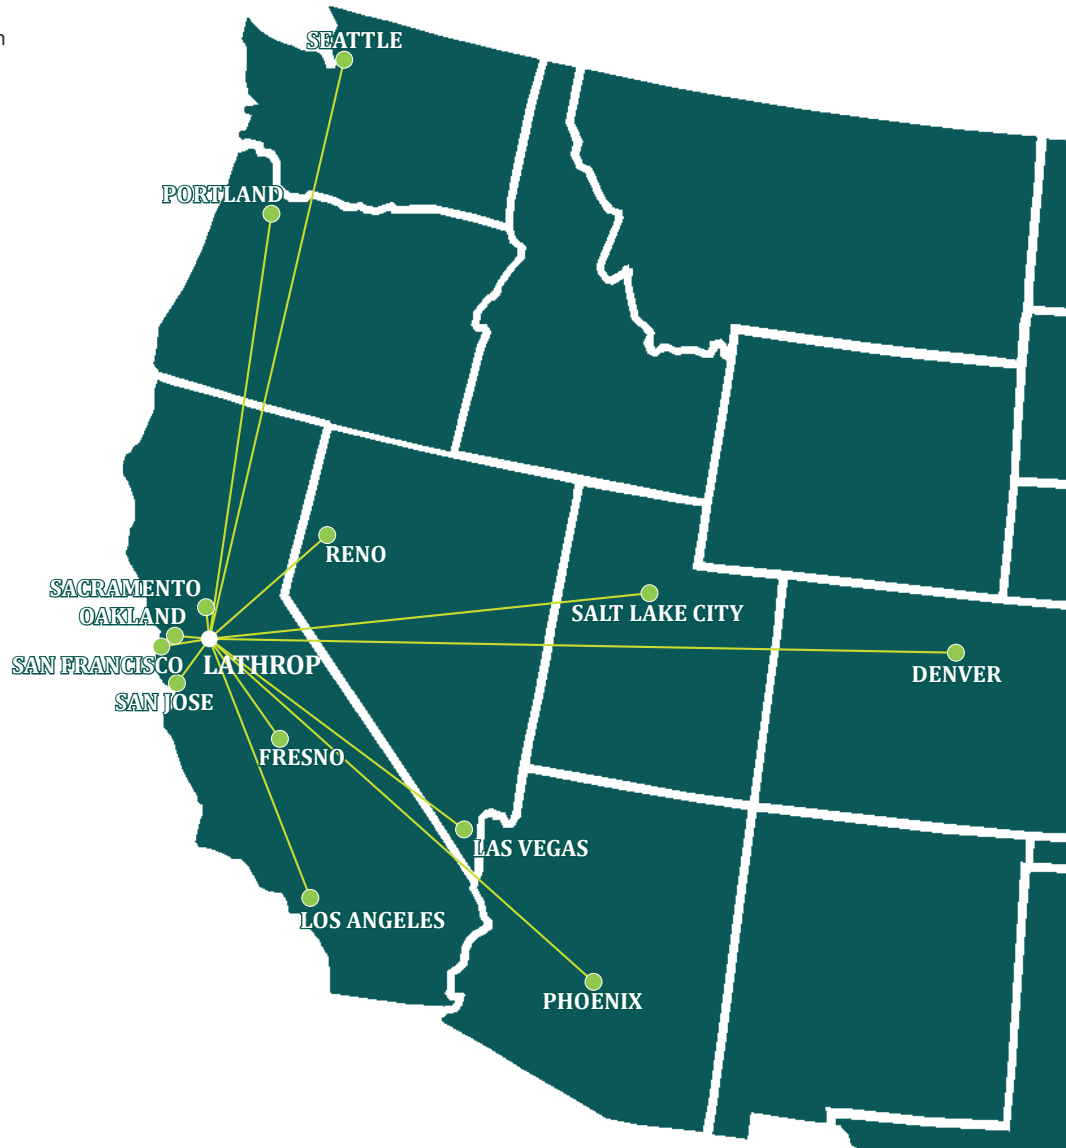 n
SEATTLE
PORTLAND
RENO
SACRAMENTO
OAKLAND
SALT LAKE CITY
SAN FRANCISCO
LATHROP
DENVER
SAN JOSE
FRESNO
LAS VEGAS
LOS ANGELES
PHOENIX